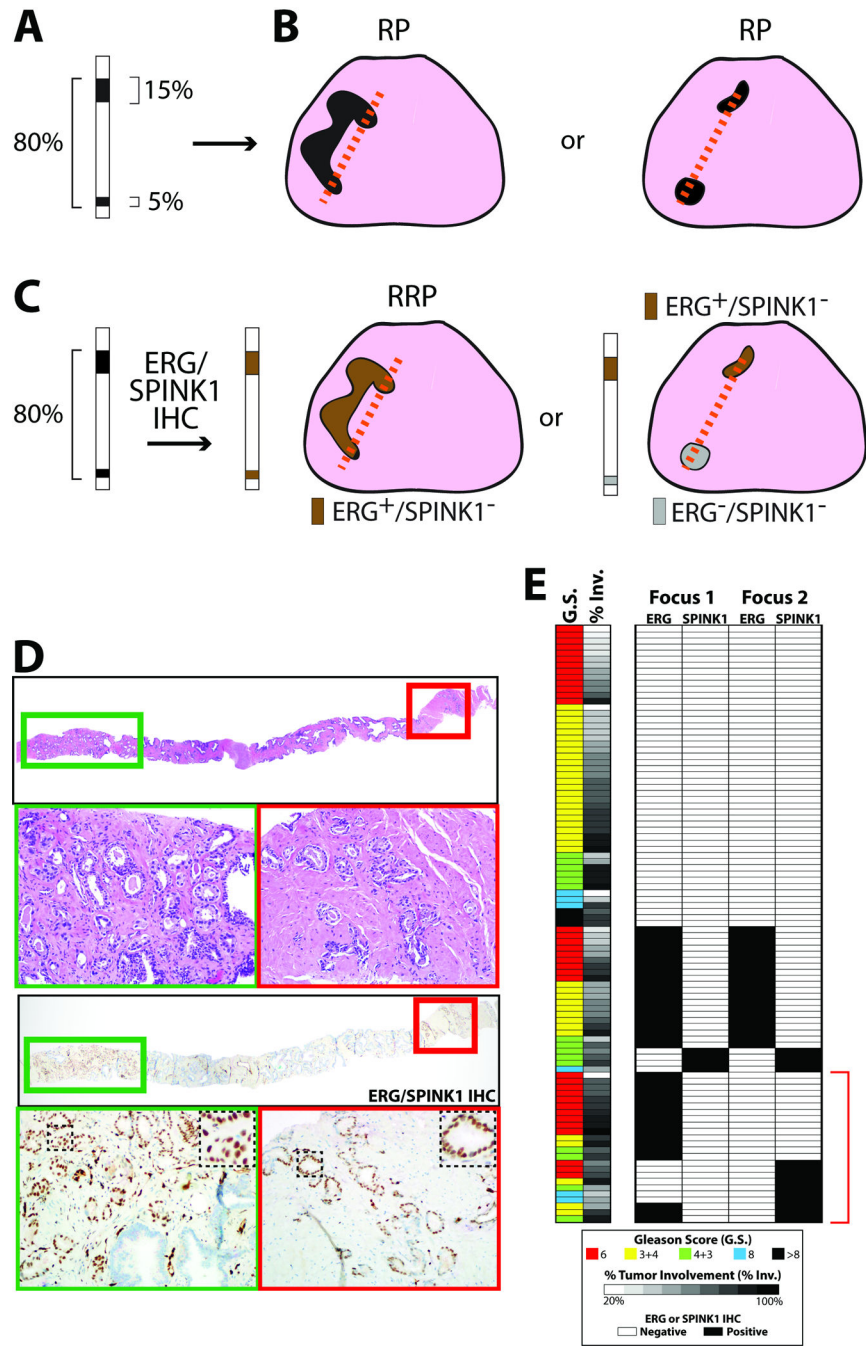 A
B
RP
RP
15%
80%
5%
or
C
RRP
ERG+/SPINK1-
ERG/
SPINK1
IHC
80%
or
ERG+/SPINK1-
ERG-/SPINK1-
D
ERG/SPINK1 IHC
E
G.S.
% Inv.
Focus 1
Focus 2
ERG
SPINK1
ERG
SPINK1
Gleason Score (G.S.)
6
3+4
4+3
8
>8
% Tumor Involvement (% Inv.)
20%
100%
ERG or SPINK1 IHC
Negative
Positive